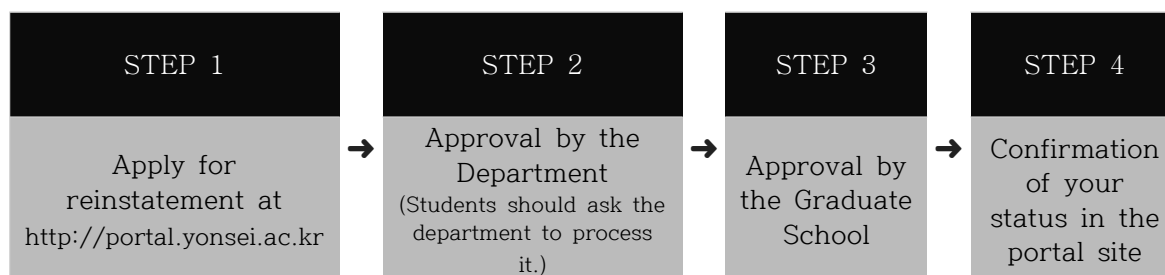 STEP 1
Apply for
reinstatement at
http://portal.yonsei.ac.kr
➜
STEP 2
Approval by the
Department
(Students should ask the
department to process
it.)
➜
STEP 3
Approval by
the Graduate
School
➜
STEP 4
Confirmation
of your
status in the
portal site